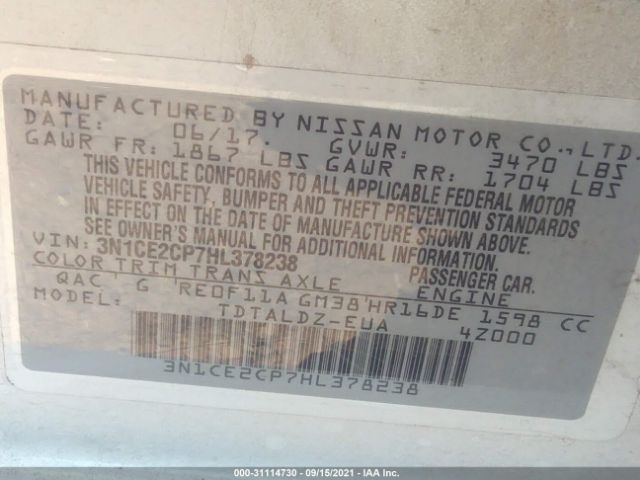 MANUFACTURED BY NISSAN MOTOR CO., LTD.
DATE: 06/17. GVWR: 3470 LBS
GAWR FR: 1867 LBS GAWR RR: 1704 LBS
THIS VEHICLE CONFORMS TO ALL APPLICABLE FEDERAL MOTOR
VEHICLE SAFETY, BUMPER AND THEFT PREVENTION STANDARDS
IN EFFECT ON THE DATE OF MANUFACTURE SHOWN ABOVE.
SEE OWNER'S MANUAL FOR ADDITIONAL INFORMATION.
VIN: 3N1CE2CP7HL378238 PASSENGER CAR.
COLOR TRIM TRANS AXLE ENGINE
QAC G RE0F11A GM38 HR16DE 1598 CC
MODEL: TDTALDZ-EUA 4Z000
3N1CE2CP7HL378238
000-31114730 - 09/15/2021 - IAA Inc.